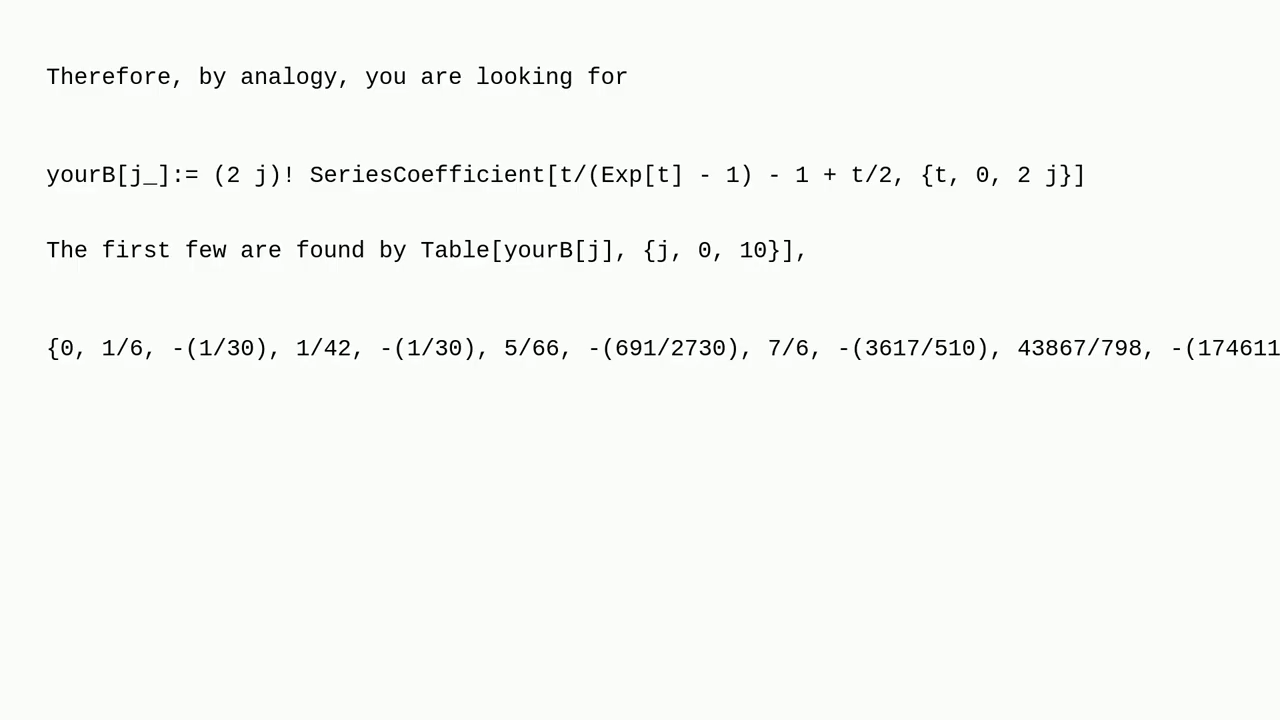 Therefore, by analogy, you are looking for
yourB[j_]:= (2 j)! SeriesCoefficient[t/(Exp[t] - 1) - 1 + t/2, {t, 0, 2 j}]
The first few are found by Table[yourB[j], {j, 0, 10}],
{0, 1/6, -(1/30), 1/42, -(1/30), 5/66, -(691/2730), 7/6, -(3617/510), 43867/798, -(174611